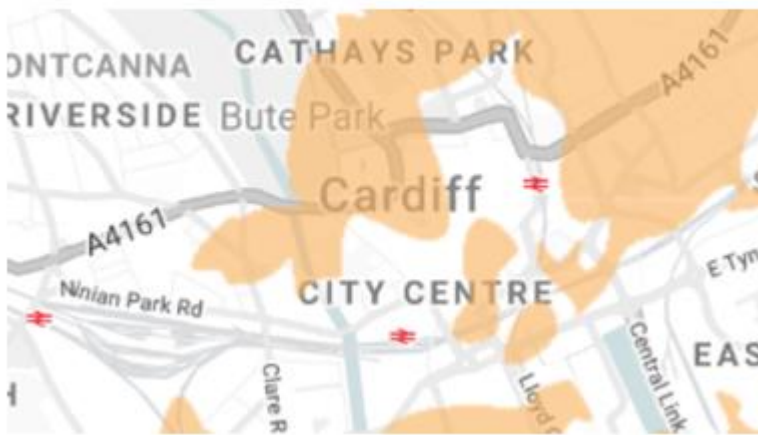 CATHAYS PARK
ONTCANNA
RIVERSIDE
Bute Park
A4161
Cardiff
A4161
Ninian Park Rd
CITY CENTRE
E Tyn
Central Link
EAS
Clare R
Lloyd
H